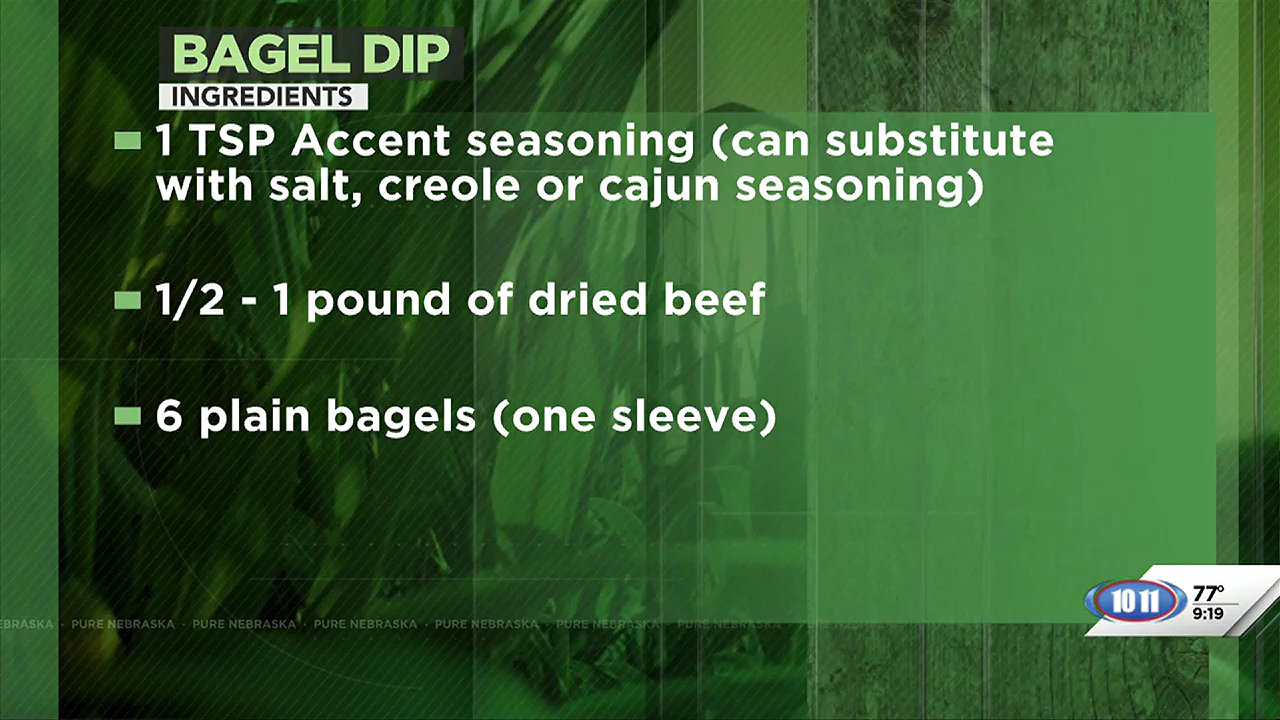 BAGEL DIP
INGREDIENTS
1 TSP Accent seasoning (can substitute
with salt, creole or cajun seasoning)
1/2 - 1 pound of dried beef
6 plain bagels (one sleeve)
10 11
77°
9:19
EBRASKA · PURE NEBRASKA · PURE NEBRASKA · PURE NEBRASKA · PURE NEBRASKA · PURE NEBRASKA · PURE NEBRASKA